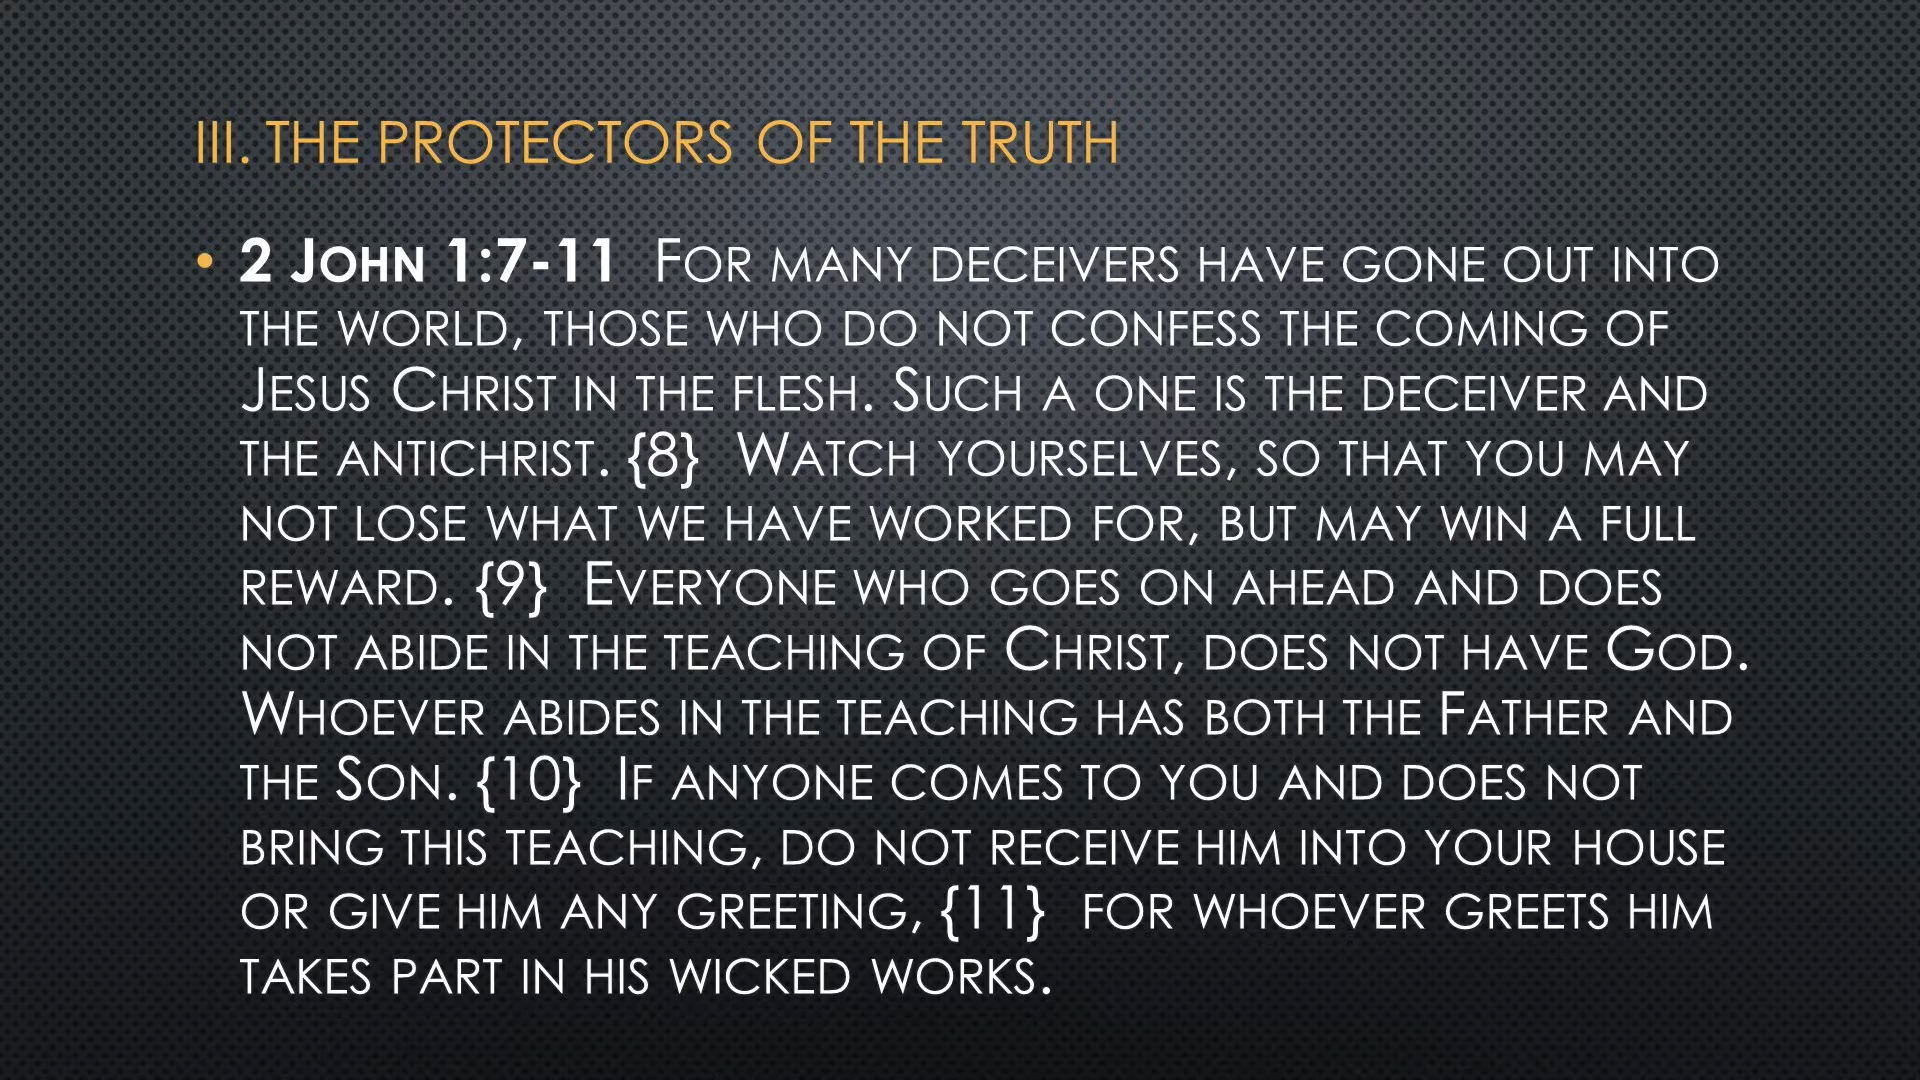 III. THE PROTECTORS OF THE TRUTH
• 2 John 1:7-11  For many deceivers have gone out into
the world, those who do not confess the coming of
Jesus Christ in the flesh. Such a one is the deceiver and
the antichrist. {8}  Watch yourselves, so that you may
not lose what we have worked for, but may win a full
reward. {9}  Everyone who goes on ahead and does
not abide in the teaching of Christ, does not have God.
Whoever abides in the teaching has both the Father and
the Son. {10}  If anyone comes to you and does not
bring this teaching, do not receive him into your house
or give him any greeting, {11}  for whoever greets him
takes part in his wicked works.